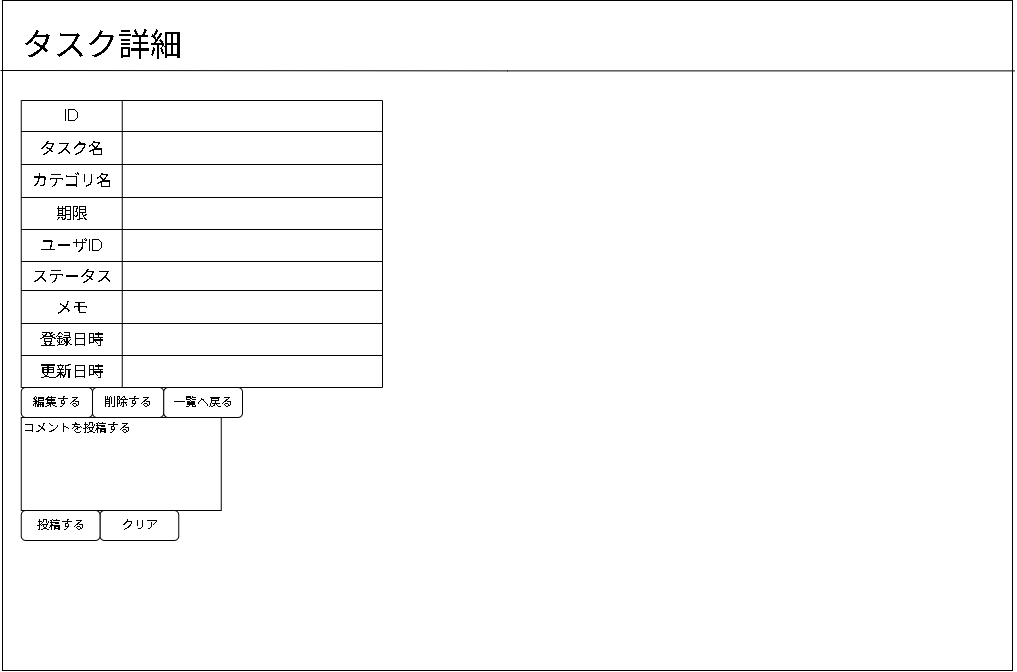 タスク詳細
ID
タスク名
カテゴリ名
期限
ユーザID
ステータス
メモ
登録日時
更新日時
編集する 削除する 一覧へ戻る
コメントを投稿する
投稿する クリア